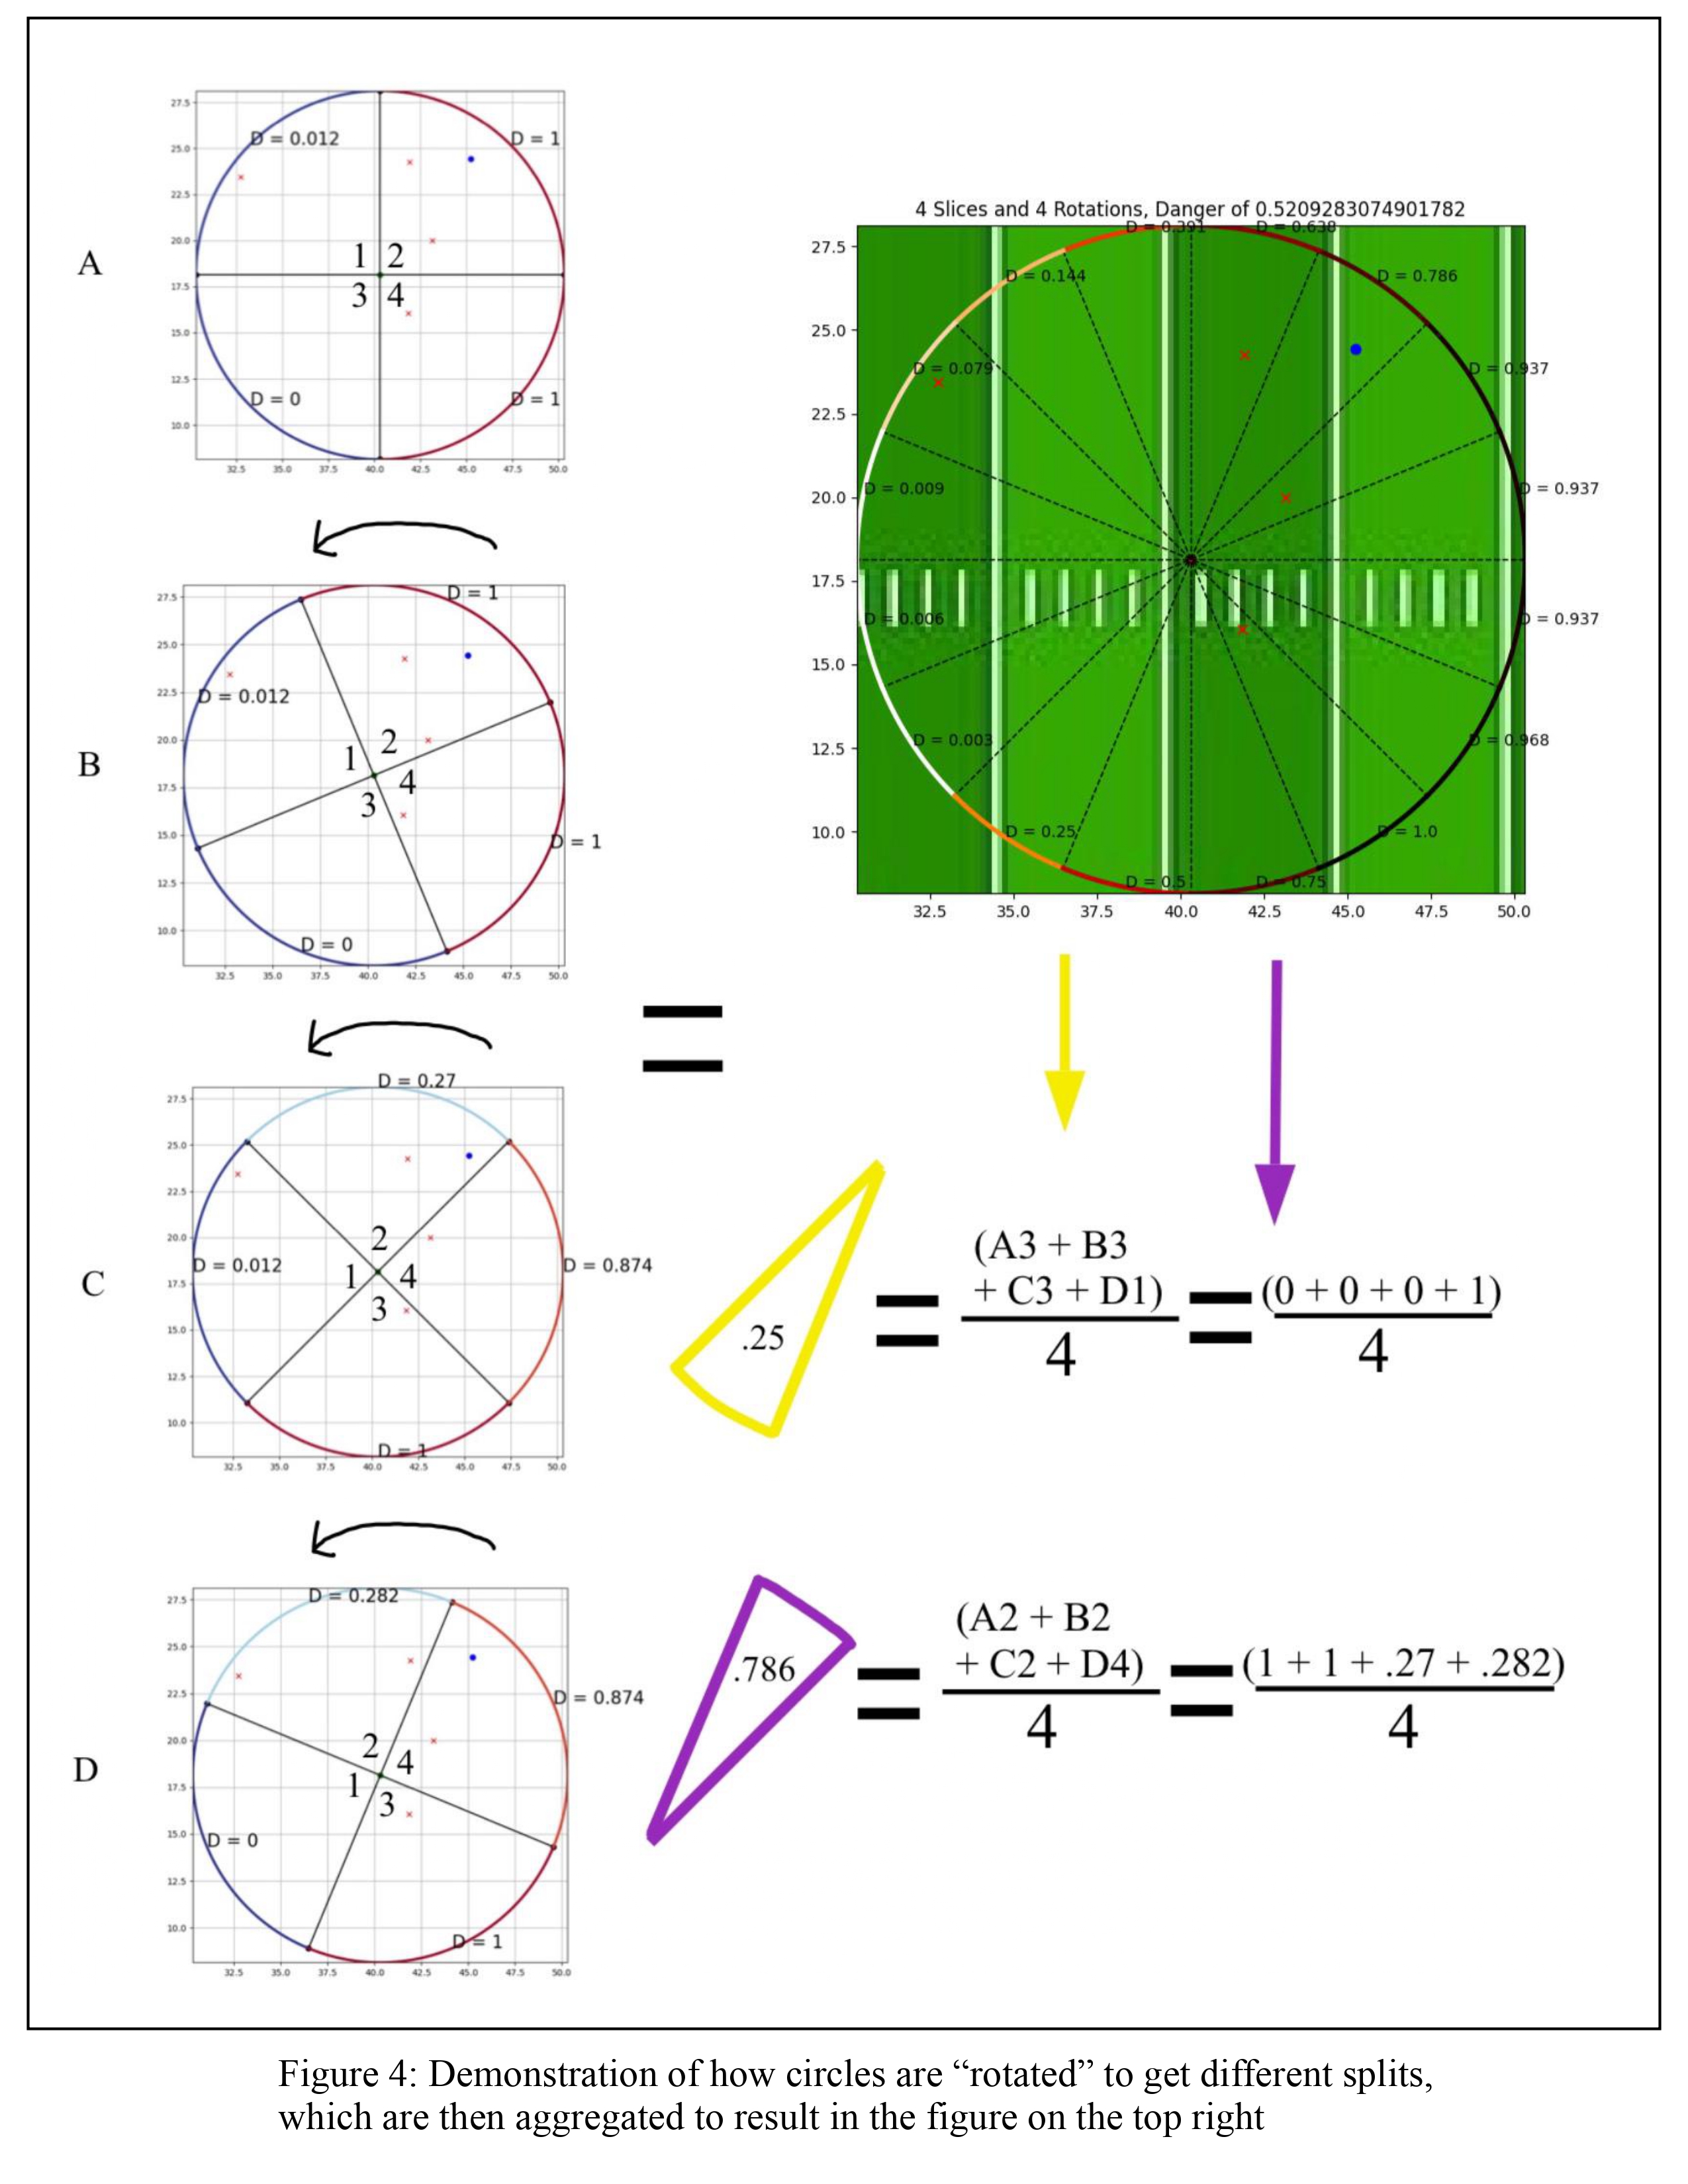 A
27.5
25.0
22.5
20.0
17.5
15.0
12.5
10.0
D = 0.012
D = 1
1 2
3 4
D = 0
D = 1
32.5 35.0 37.5 40.0 42.5 45.0 47.5 50.0
4 Slices and 4 Rotations, Danger of 0.5209283074901782
27.5
25.0
22.5
20.0
17.5
15.0
12.5
10.0
D = 0.391
D = 0.638
D = 0.144
D = 0.786
D = 0.079
D = 0.937
D = 0.009
D = 0.937
D = 0.006
D = 0.937
D = 0.003
D = 0.968
D = 0.25
D = 1.0
D = 0.5
D = 0.75
32.5 35.0 37.5 40.0 42.5 45.0 47.5 50.0
B
27.5
25.0
22.5
20.0
17.5
15.0
12.5
10.0
D = 1
D = 0.012
2
1
4
3
D = 1
D = 0
32.5 35.0 37.5 40.0 42.5 45.0 47.5 50.0
=
C
27.5
25.0
22.5
20.0
17.5
15.0
12.5
10.0
D = 0.27
2
D = 0.012
1 4
D = 0.874
3
D = 1
32.5 35.0 37.5 40.0 42.5 45.0 47.5 50.0
.25
=
(A3 + B3
+ C3 + D1)
4
=
(0 + 0 + 0 + 1)
4
D
27.5
25.0
22.5
20.0
17.5
15.0
12.5
10.0
D = 0.282
D = 0.874
2
4
1
3
D = 0
D = 1
32.5 35.0 37.5 40.0 42.5 45.0 47.5 50.0
.786
=
(A2 + B2
+ C2 + D4)
4
=
(1 + 1 + .27 + .282)
4
Figure 4: Demonstration of how circles are “rotated” to get different splits,
which are then aggregated to result in the figure on the top right